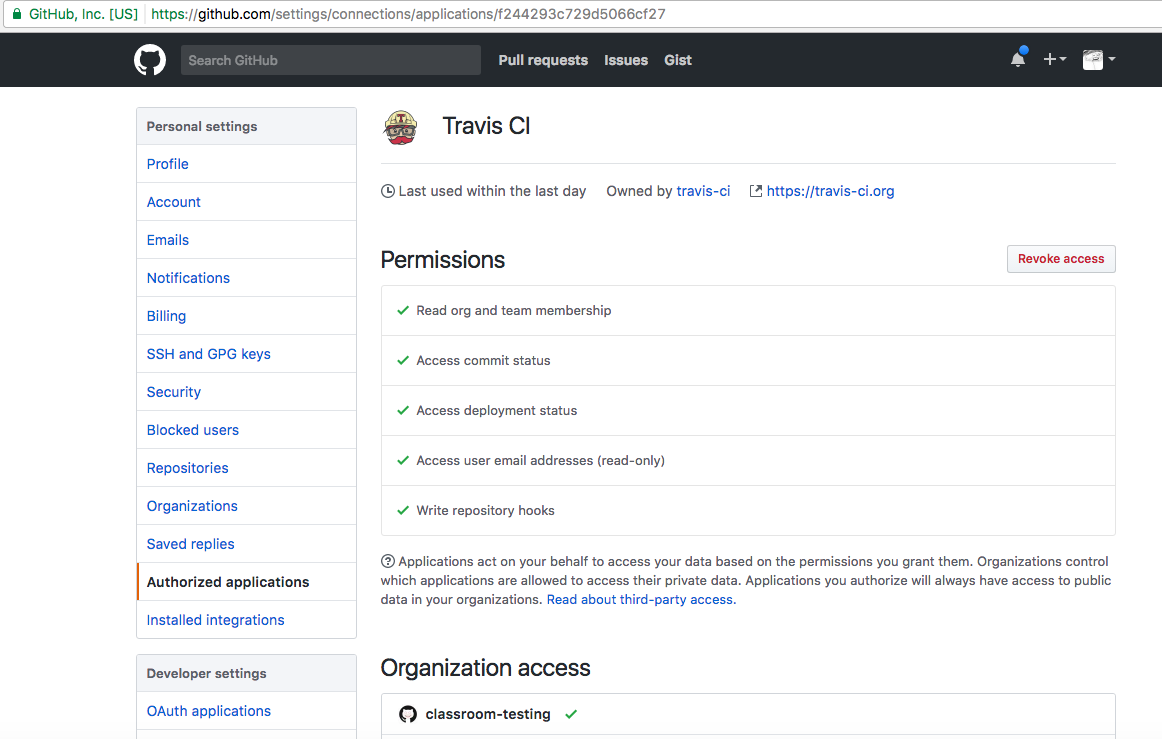 GitHub, Inc. [US] https://github.com/settings/connections/applications/f244293c729d5066cf27
Search GitHub Pull requests Issues Gist
Personal settings
Profile
Account
Emails
Notifications
Billing
SSH and GPG keys
Security
Blocked users
Repositories
Organizations
Saved replies
Authorized applications
Installed integrations
Developer settings
OAuth applications
Travis CI
Last used within the last day Owned by travis-ci https://travis-ci.org
Permissions Revoke access
Read org and team membership
Access commit status
Access deployment status
Access user email addresses (read-only)
Write repository hooks
Applications act on your behalf to access your data based on the permissions you grant them. Organizations control
which applications are allowed to access their private data. Applications you authorize will always have access to public
data in your organizations. Read about third-party access.
Organization access
classroom-testing